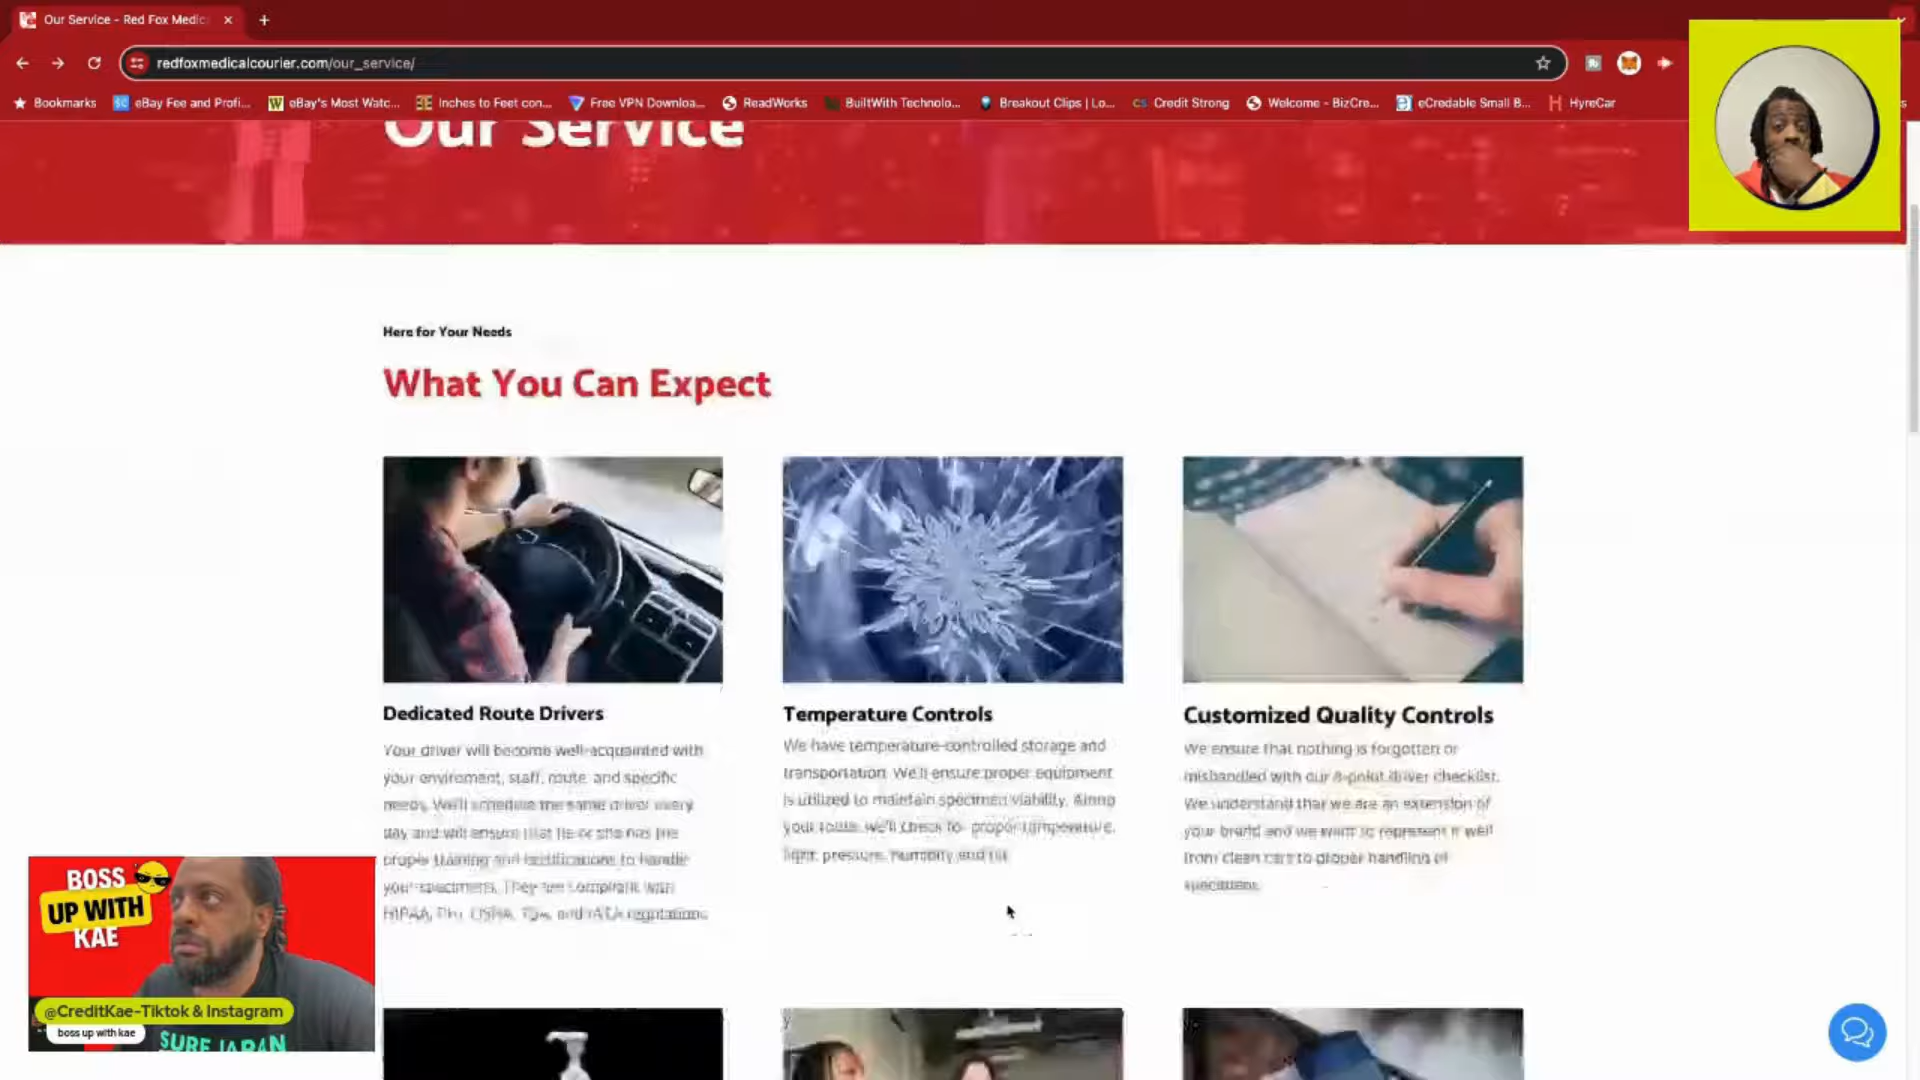 Our Service - Red Fox Medic
redfoxmedicalcourier.com/our_service/
Bookmarks
eBay Fee and Profi...
eBay's Most Watc...
Inches to Feet con...
Free VPN Downloa...
ReadWorks
BuiltWith Technolo...
Breakout Clips | Lo...
CS Credit Strong
Welcome - BizCre...
eCredable Small B...
HyreCar
Our Service
Here for Your Needs
What You Can Expect
Dedicated Route Drivers
Your driver will become well-acquainted with
your enviroment, staff, route, and specific
needs. We'll schedule the same driver every
day and will ensure that he or she has the
proper training and certifications to handle
your specimens. They are compliant with
HIPAA, OSHA, and IATA regulations
Temperature Controls
We have temperature-controlled storage and
transportation. We'll ensure proper equipment
is utilized to maintain specimen viability. Along
your route, we'll check for proper temperature,
light, pressure, humidity and
Customized Quality Controls
We ensure that nothing is forgotten or
mishandled with our driver checklist.
We understand that we are an extension of
your brand and we want to represent it well
from clean cars to proper handling of
specimens.
BOSS
UP WITH
KAE
@CreditKae-Tiktok & Instagram
boss up with kae
SURE JAPAN